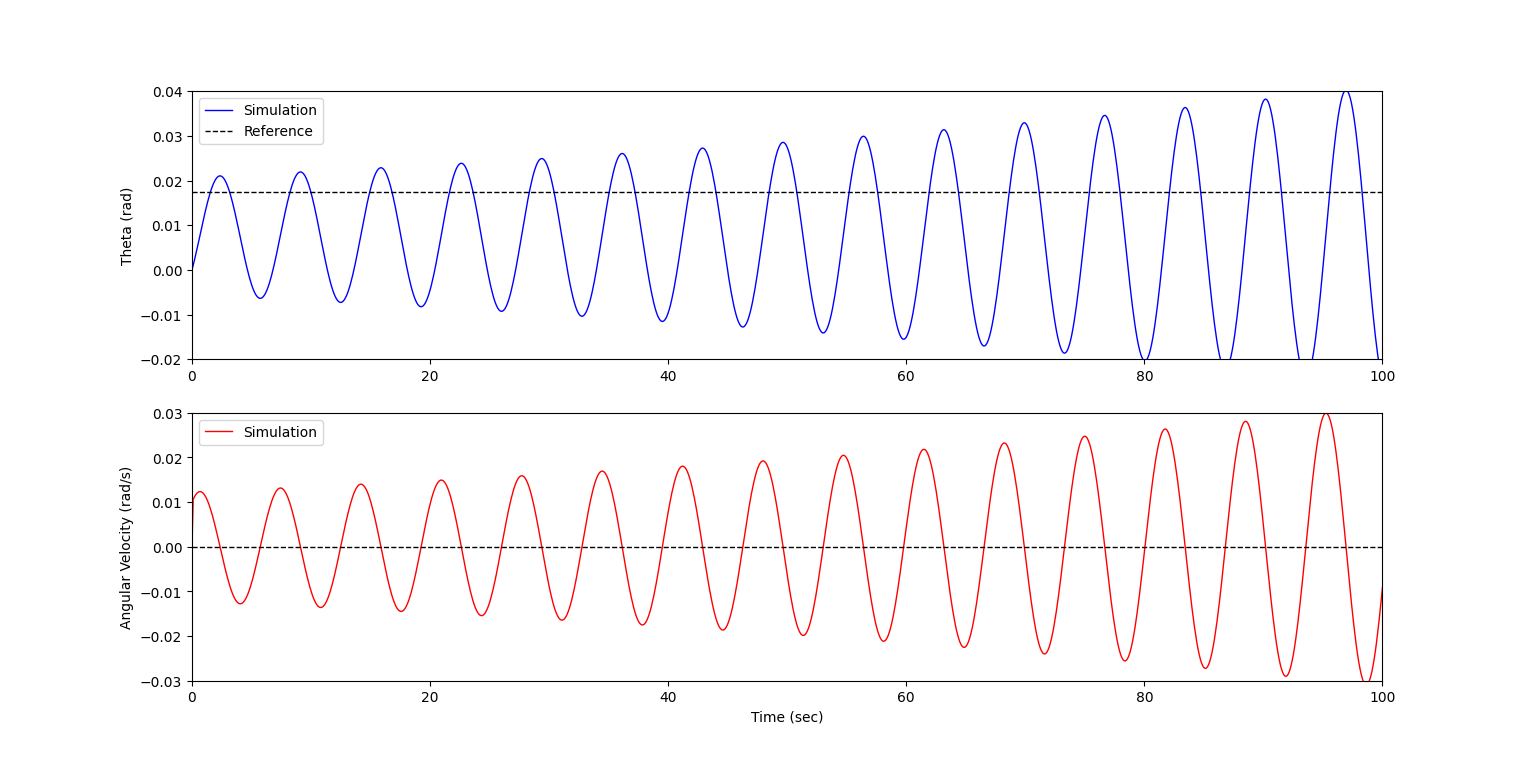 0.04
0.03
0.02
0.01
0.00
−0.01
−0.02
Theta (rad)
Simulation
Reference
0 20 40 60 80 100
0.03
0.02
0.01
0.00
−0.01
−0.02
−0.03
Angular Velocity (rad/s)
Simulation
0 20 40 60 80 100
Time (sec)